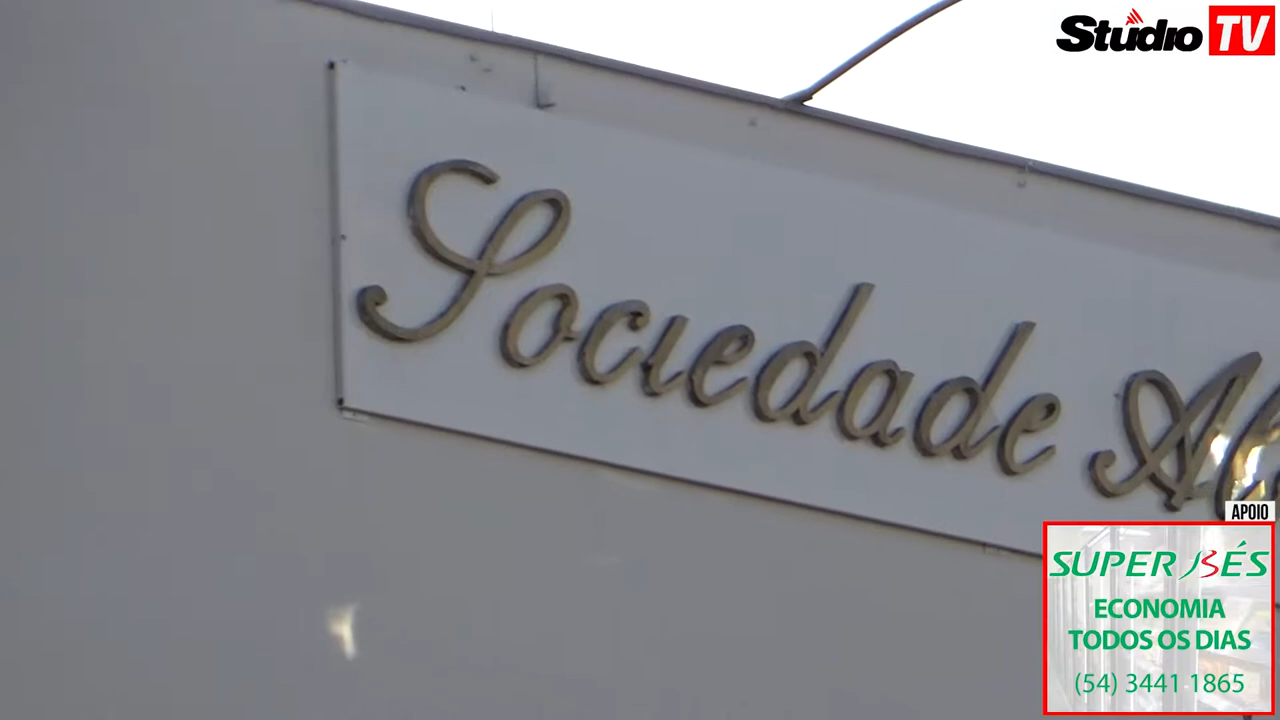 Studio TV
Sociedade
APOIO
SUPER BÉS
ECONOMIA
TODOS OS DIAS
(54) 3441 1865